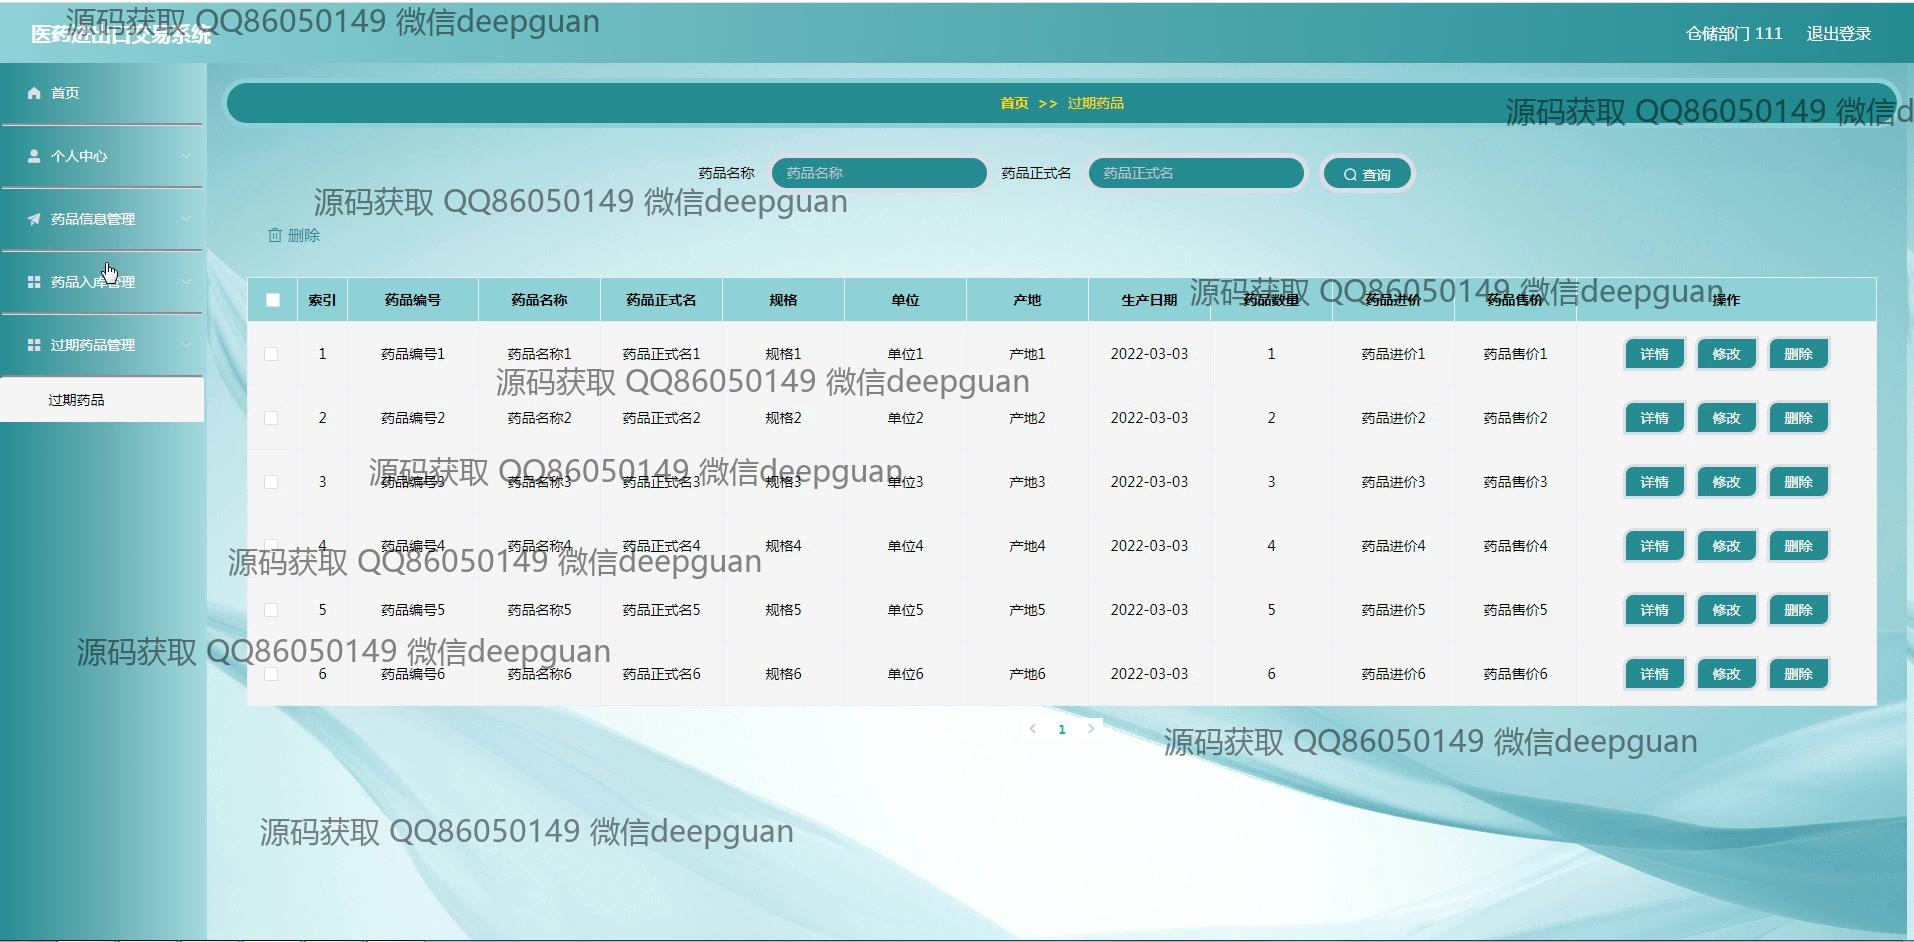 源码获取 QQ86050149 微信deepguan
医药进出口交易系统
仓储部门 111 退出登录
首页
首页 >> 过期药品
源码获取 QQ86050149 微信d
个人中心
药品名称 药品名称 药品正式名 药品正式名 查询
源码获取 QQ86050149 微信deepguan
药品信息管理
删除
药品入库管理
源码获取 QQ86050149 微信deepguan
索引 药品编号 药品名称 药品正式名 规格 单位 产地 生产日期 药品数量 药品进价 药品售价 操作
过期药品管理
1 药品编号1 药品名称1 药品正式名1 规格1 单位1 产地1 2022-03-03 1 药品进价1 药品售价1 详情 修改 删除
源码获取 QQ86050149 微信deepguan
过期药品
2 药品编号2 药品名称2 药品正式名2 规格2 单位2 产地2 2022-03-03 2 药品进价2 药品售价2 详情 修改 删除
源码获取 QQ86050149 微信deepguan
3 药品编号3 药品名称3 药品正式名3 规格3 单位3 产地3 2022-03-03 3 药品进价3 药品售价3 详情 修改 删除
4 药品编号4 药品名称4 药品正式名4 规格4 单位4 产地4 2022-03-03 4 药品进价4 药品售价4 详情 修改 删除
源码获取 QQ86050149 微信deepguan
5 药品编号5 药品名称5 药品正式名5 规格5 单位5 产地5 2022-03-03 5 药品进价5 药品售价5 详情 修改 删除
源码获取 QQ86050149 微信deepguan
6 药品编号6 药品名称6 药品正式名6 规格6 单位6 产地6 2022-03-03 6 药品进价6 药品售价6 详情 修改 删除
1
源码获取 QQ86050149 微信deepguan
源码获取 QQ86050149 微信deepguan